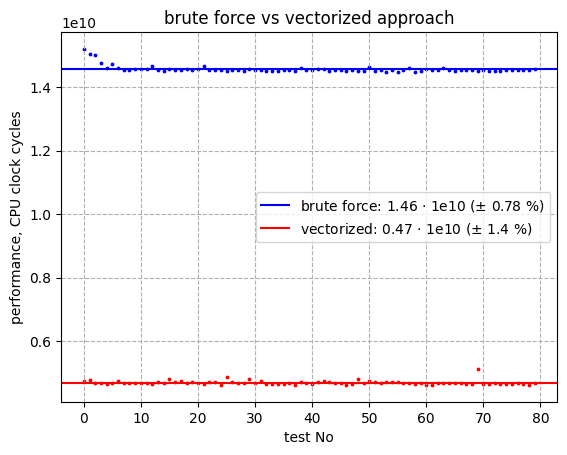 brute force vs vectorized approach
1e10
1.4
1.2
1.0
0.8
0.6
performance, CPU clock cycles
brute force: 1.46 · 1e10 (± 0.78 %)
vectorized: 0.47 · 1e10 (± 1.4 %)
0 10 20 30 40 50 60 70 80
test No